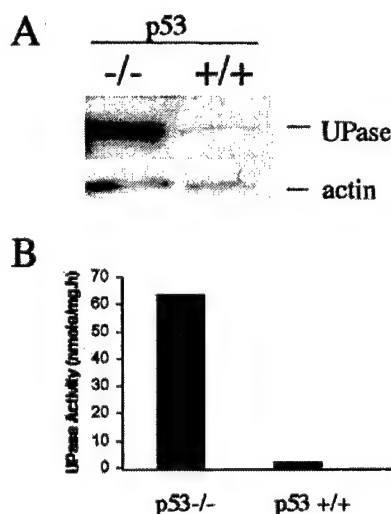 A
p53
-/- +/+
UPase
actin
B
UPase Activity (nmole/mg.h)
70
60
50
40
30
20
10
0
p53-/- p53 +/+